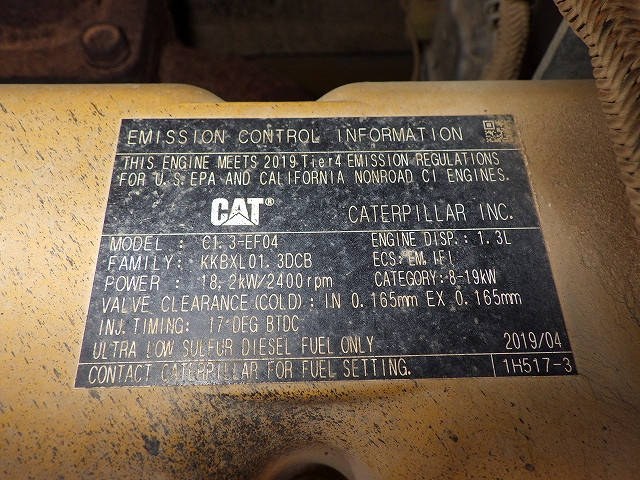 EMISSION CONTROL INFORMATION
THIS ENGINE MEETS 2019 Tier4 EMISSION REGULATIONS
FOR U.S. EPA AND CALIFORNIA NONROAD CI ENGINES.
CAT® CATERPILLAR INC.
MODEL : C1.3-EF04 ENGINE DISP.: 1.3L
FAMILY: KKBXL01.3DCB ECS: EM, IFI
POWER : 18.2kW/2400rpm CATEGORY: 8-19kW
VALVE CLEARANCE(COLD): IN 0.165mm EX 0.165mm
INJ. TIMING: 17°DEG BTDC
ULTRA LOW SULFUR DIESEL FUEL ONLY 2019/04
CONTACT CATERPILLAR FOR FUEL SETTING. 1H517-3